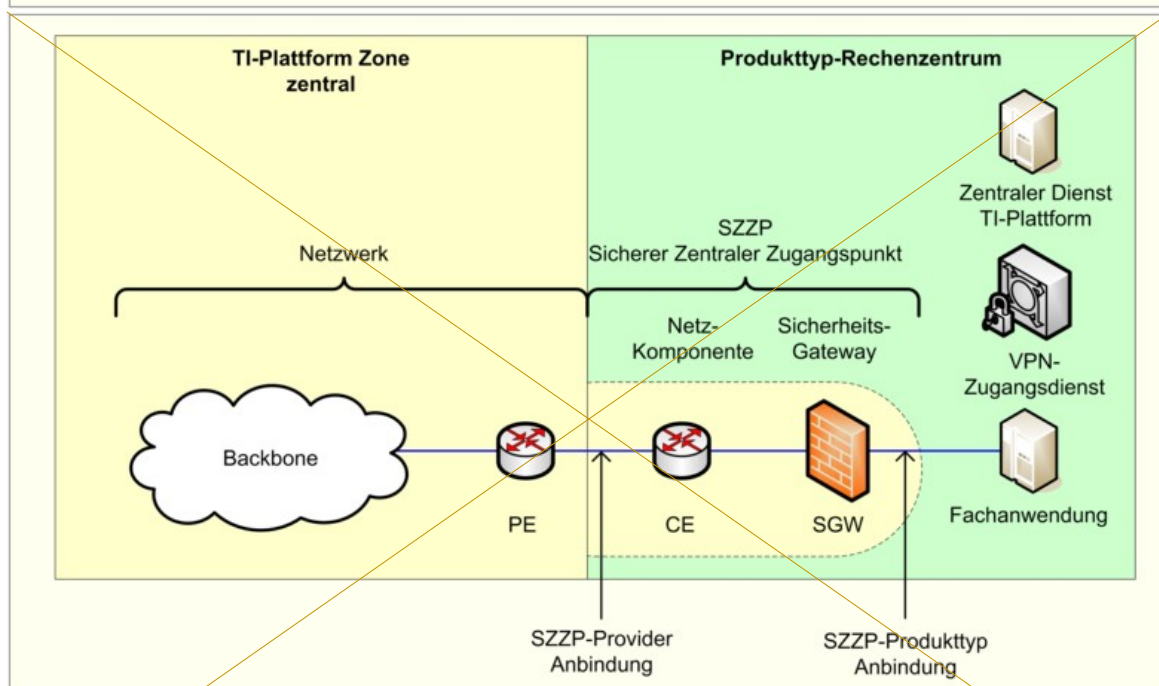 TI-Plattform Zone
zentral
Produkttyp-Rechenzentrum
Zentraler Dienst
TI-Plattform
Netzwerk
SZZP
Sicherer Zentraler Zugangspunkt
Netz-
Komponente
Sicherheits-
Gateway
VPN-
Zugangsdienst
Backbone
PE
CE
SGW
Fachanwendung
SZZP-Provider
Anbindung
SZZP-Produkttyp
Anbindung